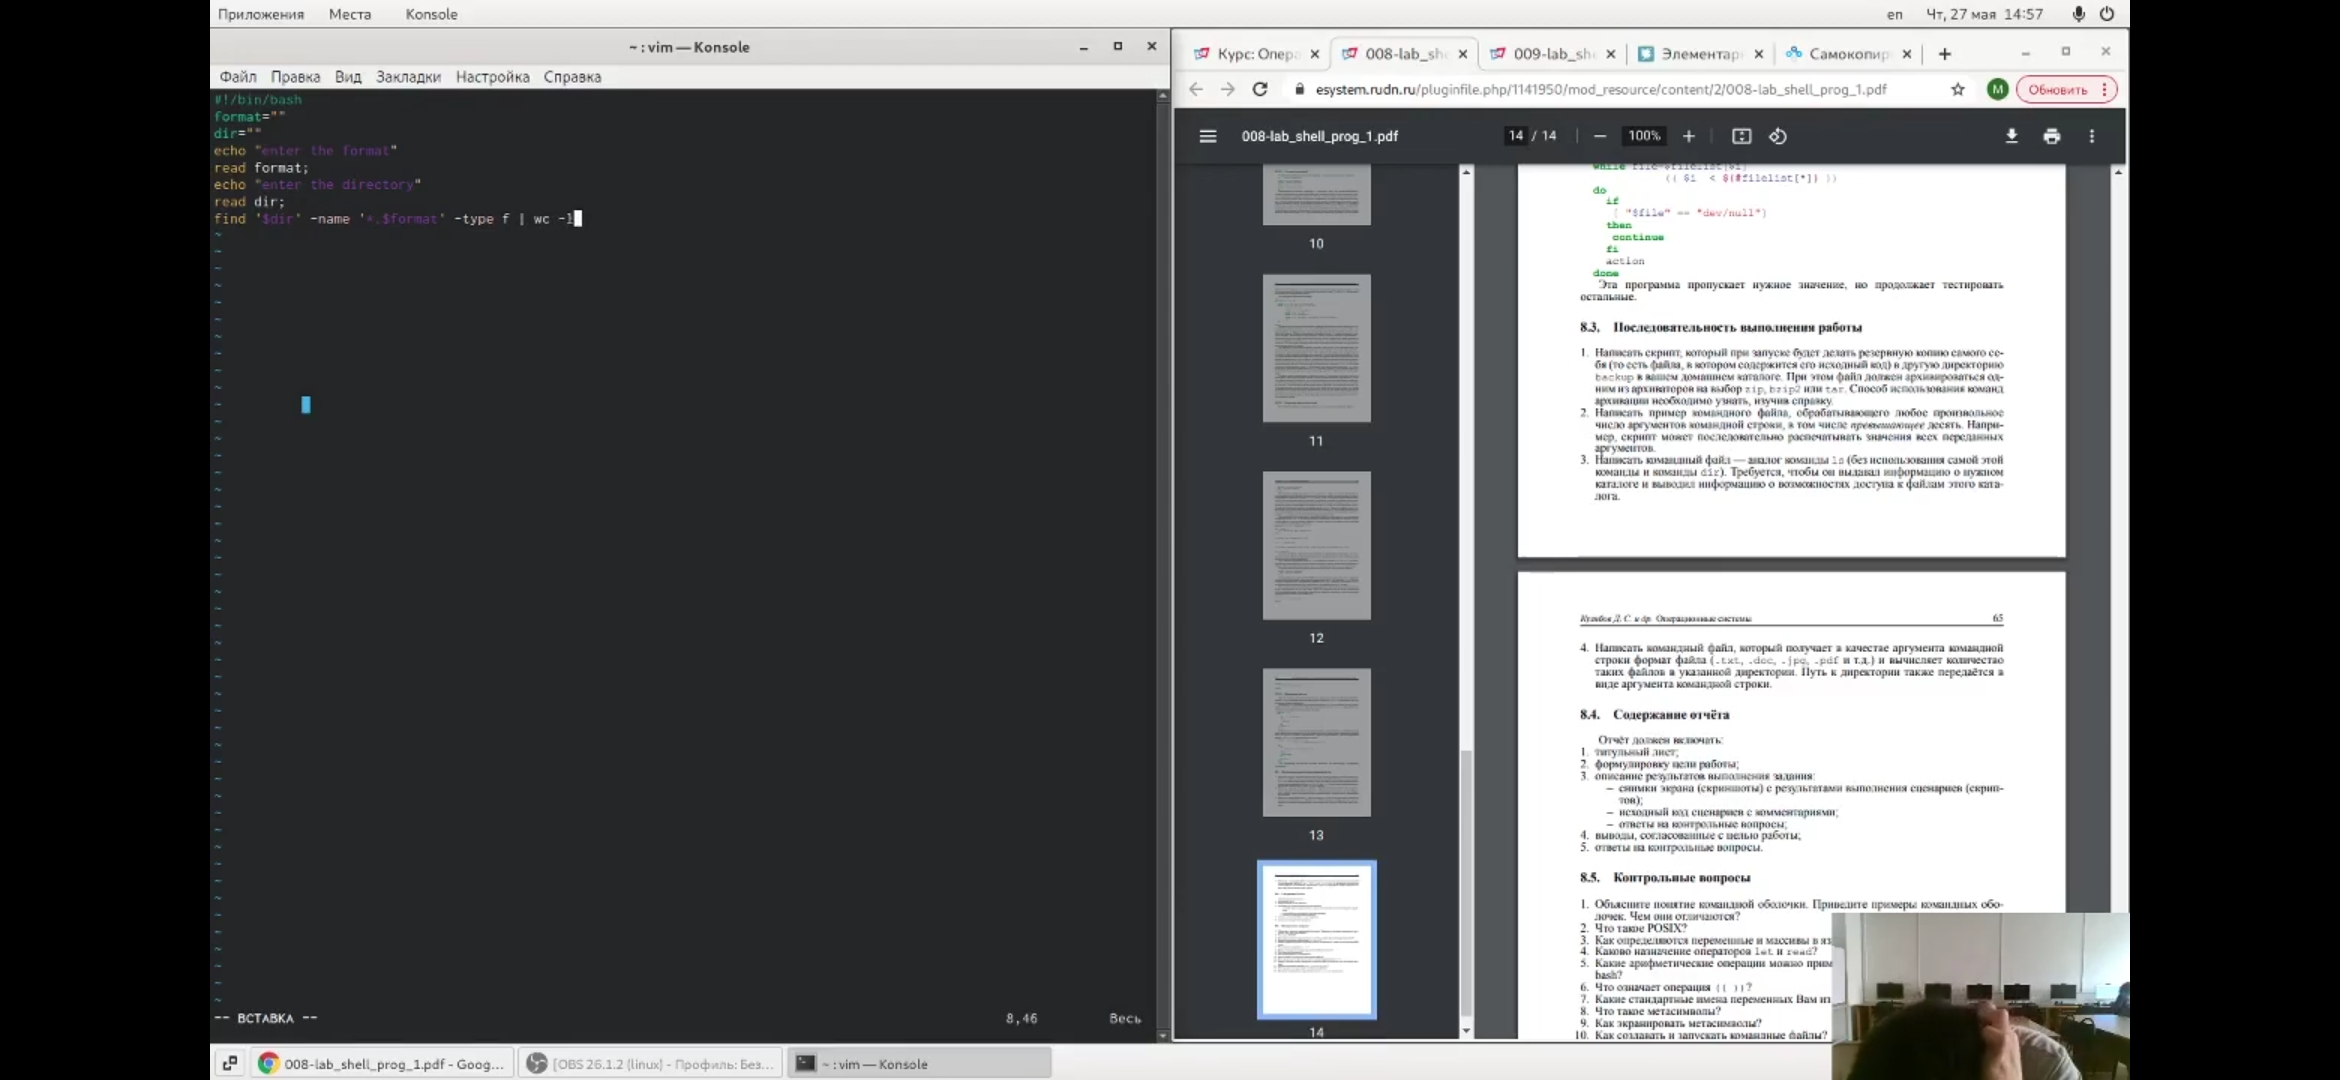 Приложения Места Konsole
en Чт, 27 мая 14:57
~ : vim — Konsole
Файл Правка Вид Закладки Настройка Справка
#!/bin/bash
format=""
dir=""
echo "enter the format"
read format;
echo "enter the directory"
read dir;
find '$dir' -name '*.$format' -type f | wc -l
-- ВСТАВКА -- 8,46 Весь
Курс: Опера 008-lab_she 009-lab_she Элементар Самокопир
esystem.rudn.ru/pluginfile.php/1141950/mod_resource/content/2/008-lab_shell_prog_1.pdf M Обновить
008-lab_shell_prog_1.pdf 14 / 14 100%
10
11
12
13
14
while file=$filelist[$i]
(( $i < ${#filelist[*]} ))
do
if
[ "$file" == "dev/null"]
then
continue
fi
action
done
Эта программа пропускает нужное значение, но продолжает тестировать
остальные.
8.3. Последовательность выполнения работы
1. Написать скрипт, который при запуске будет делать резервную копию самого се-
бя (то есть файла, в котором содержится его исходный код) в другую директорию
backup в вашем домашнем каталоге. При этом файл должен архивироваться од-
ним из архиваторов на выбор zip, bzip2 или tar. Способ использования команд
архивации необходимо узнать, изучив справку.
2. Написать пример командного файла, обрабатывающего любое произвольное
число аргументов командной строки, в том числе превышающее десять. Напри-
мер, скрипт может последовательно распечатывать значения всех переданных
аргументов.
3. Написать командный файл — аналог команды ls (без использования самой этой
команды и команды dir). Требуется, чтобы он выдавал информацию о нужном
каталоге и выводил информацию о возможностях доступа к файлам этого ката-
лога.
Кулябов Д. С. и др. Операционные системы 65
4. Написать командный файл, который получает в качестве аргумента командной
строки формат файла (.txt, .doc, .jpg, .pdf и т.д.) и вычисляет количество
таких файлов в указанной директории. Путь к директории также передаётся в
виде аргумента командной строки.
8.4. Содержание отчёта
Отчёт должен включать:
1. титульный лист;
2. формулировку цели работы;
3. описание результатов выполнения задания:
– снимки экрана (скриншоты) с результатами выполнения сценариев (скрип-
тов);
– исходный код сценариев с комментариями;
– ответы на контрольные вопросы;
4. выводы, согласованные с целью работы;
5. ответы на контрольные вопросы.
8.5. Контрольные вопросы
1. Объясните понятие командной оболочки. Приведите примеры командных обо-
лочек. Чем они отличаются?
2. Что такое POSIX?
3. Как определяются переменные и массивы в яз
4. Каково назначение операторов let и read?
5. Какие арифметические операции можно прим
bash?
6. Что означает операция (( ))?
7. Какие стандартные имена переменных Вам из
8. Что такое метасимволы?
9. Как экранировать метасимволы?
10. Как создавать и запускать командные файлы?
008-lab_shell_prog_1.pdf - Goog... [OBS 26.1.2 (linux) - Профиль: Без... ~ : vim — Konsole